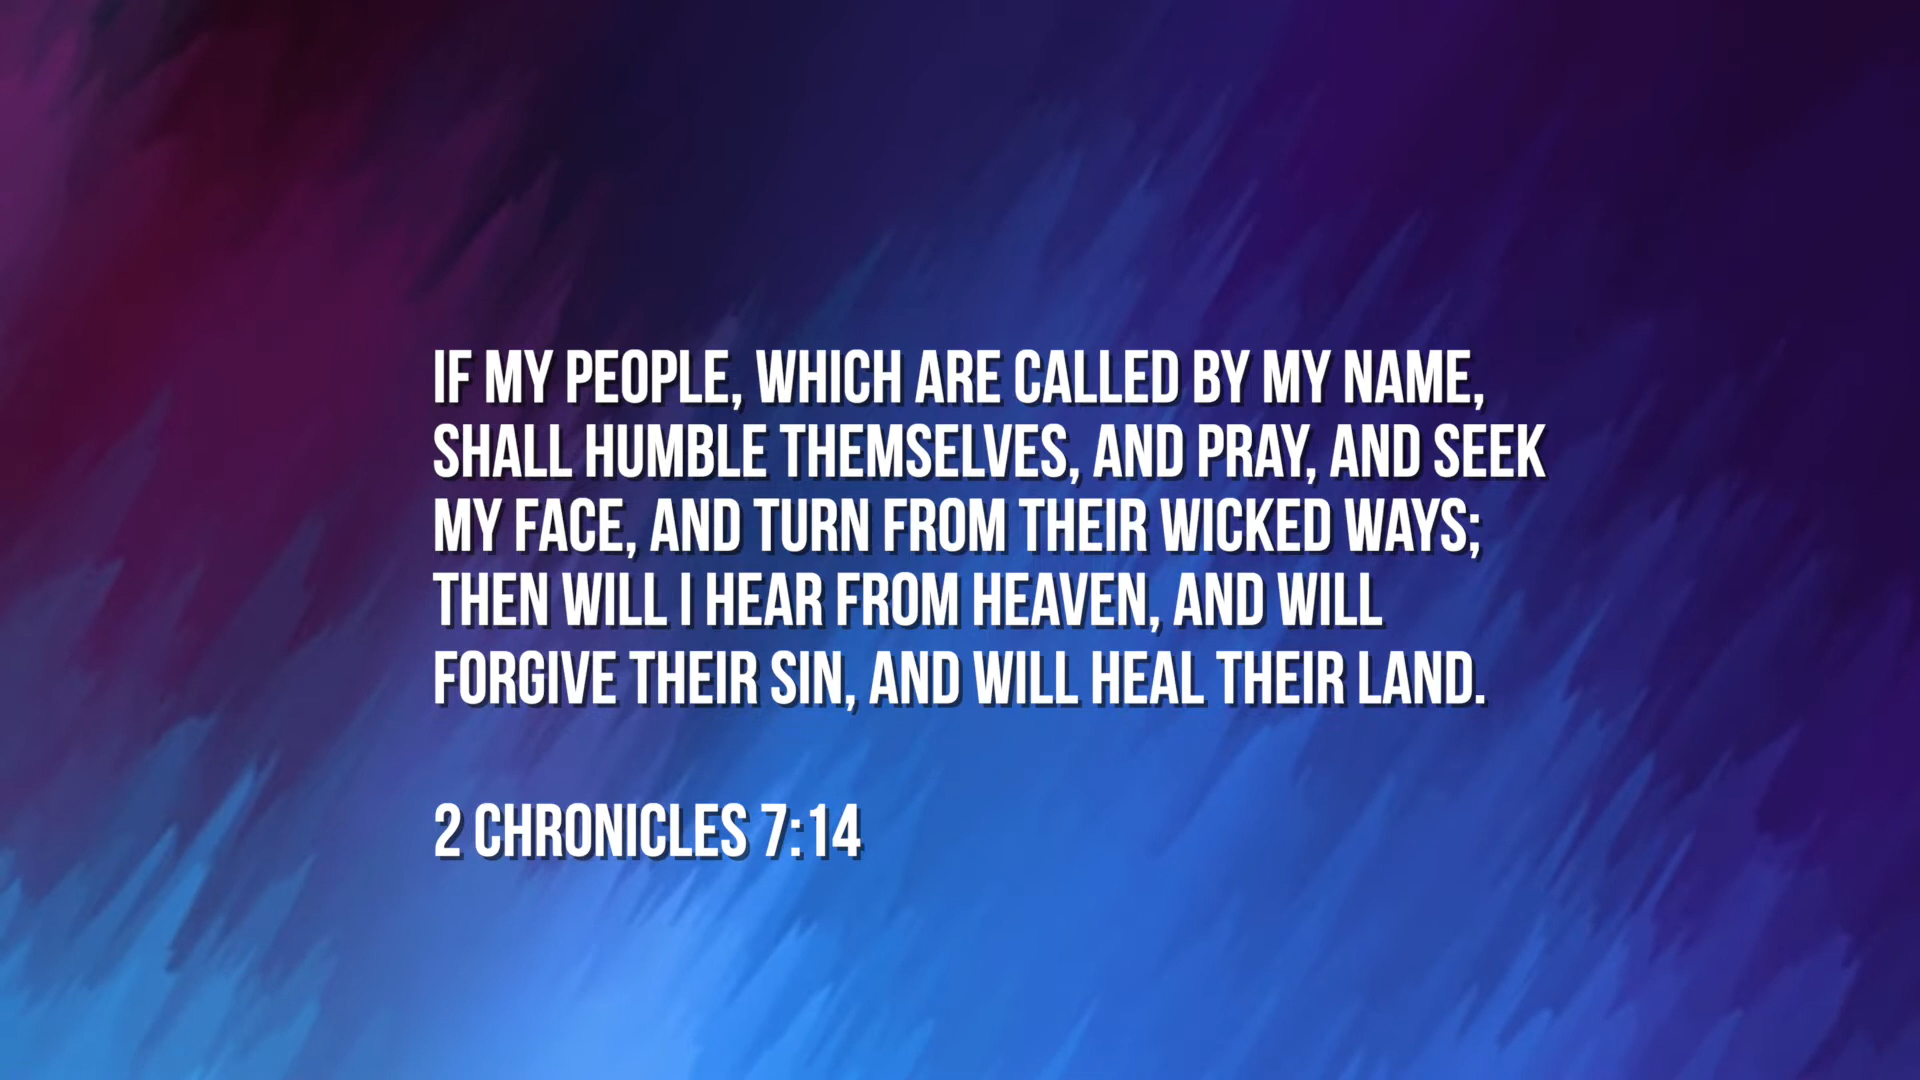 IF MY PEOPLE, WHICH ARE CALLED BY MY NAME,
SHALL HUMBLE THEMSELVES, AND PRAY, AND SEEK
MY FACE, AND TURN FROM THEIR WICKED WAYS;
THEN WILL I HEAR FROM HEAVEN, AND WILL
FORGIVE THEIR SIN, AND WILL HEAL THEIR LAND.
2 CHRONICLES 7:14